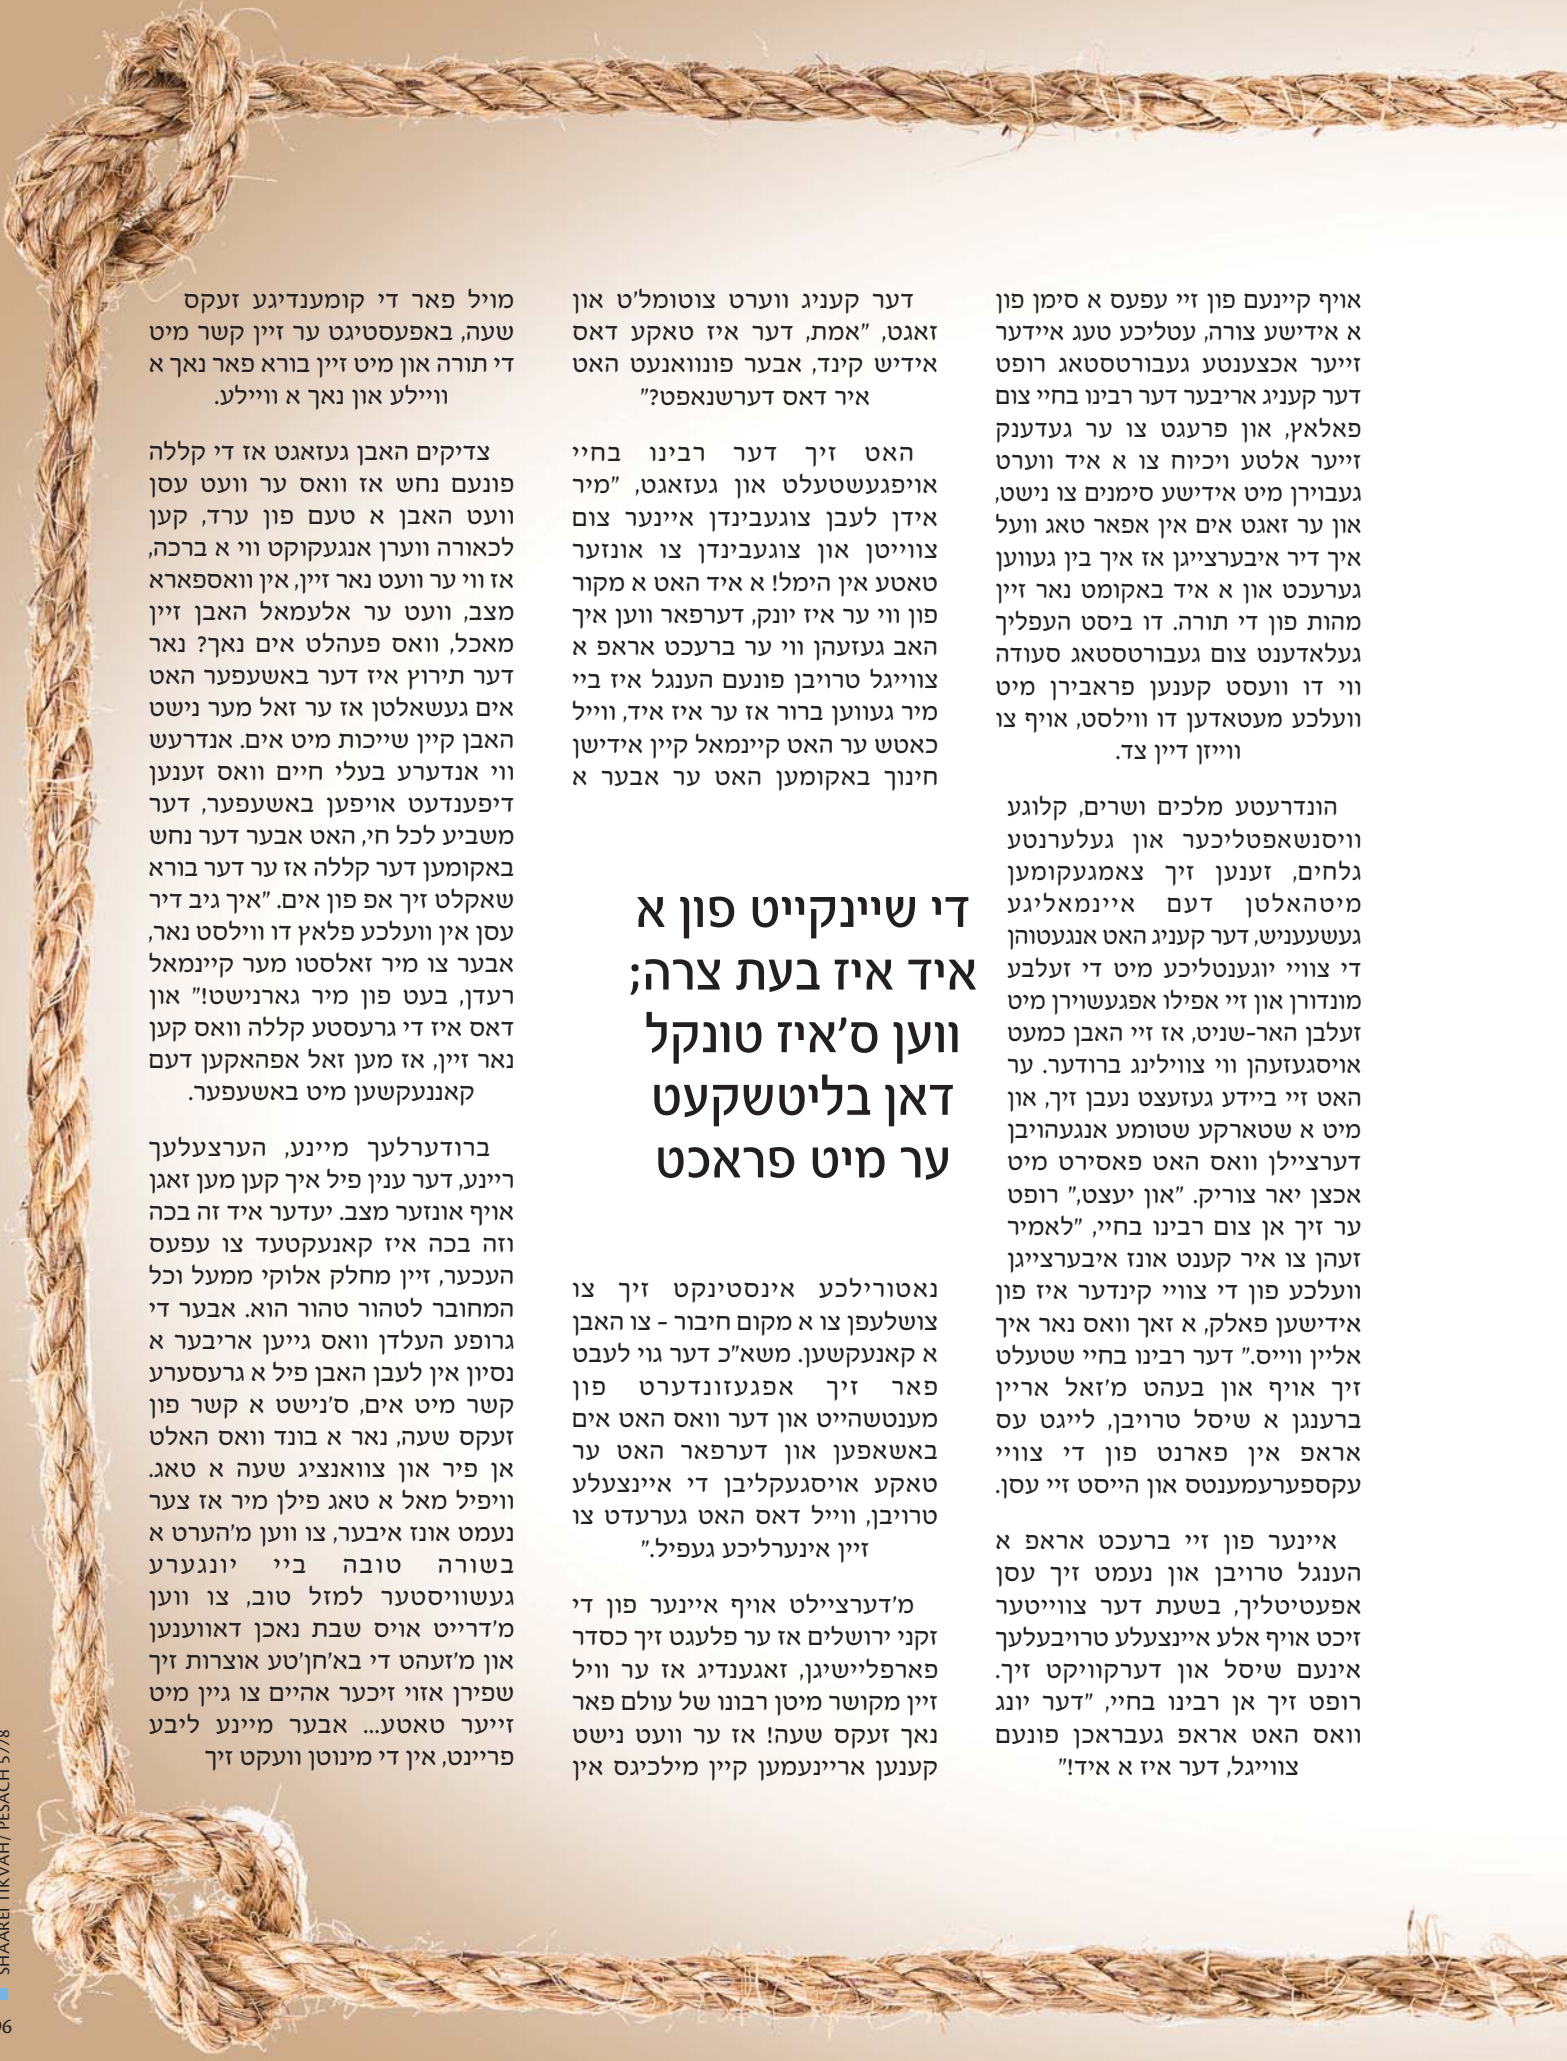 אויף קיינעם פון זיי עפעס א סימן פון
א אידישע צורה, עטליכע טעג איידער
זייער אכצענטע געבורטסטאג רופט
דער קעניג אריבער דער רבינו בחיי צום
פאלאץ, און פרעגט צו ער געדענק
זייער אלטע ויכיוח צו א איד ווערט
געבוירן מיט אידישע סימנים צו נישט,
און ער זאגט אים אין אפאר טאג וועל
איך דיר איבערצייגן אז איך בין געווען
גערעכט און א איד באקומט נאר זיין
מהות פון די תורה. דו ביסט העפליך
געלאדענט צום געבורטסטאג סעודה
ווי דו וועסט קענען פראבירן מיט
וועלכע מעטאדען דו ווילסט, אויף צו
ווייזן דיין צד.
הונדרעטע מלכים ושרים, קלוגע
וויסנשאפטליכער און געלערנטע
גלחים, זענען זיך צאמגעקומען
מיטהאלטן דעם איינמאליגע
געשעעניש, דער קעניג האט אנגעטוהן
די צוויי יוגענטליכע מיט די זעלבע
מונדורן און זיי אפילו אפגעשוירן מיט
זעלבן האר-שניט, אז זיי האבן כמעט
אויסגעזעהן ווי צווילינג ברודער. ער
האט זיי ביידע געזעצט נעבן זיך, און
מיט א שטארקע שטומע אנגעהויבן
דערציילן וואס האט פאסירט מיט
אכצן יאר צוריק. "און יעצט," רופט
ער זיך אן צום רבינו בחיי, "לאמיר
זעהן צו איר קענט אונז איבערצייגן
וועלכע פון די צוויי קינדער איז פון
אידישען פאלק, א זאך וואס נאר איך
אליין ווייס." דער רבינו בחיי שטעלט
זיך אויף און בעהט מ'זאל אריין
ברענגן א שיסל טרויבן, לייגט עס
אראפ אין פארנט פון די צוויי
עקספערעמענטס און הייסט זיי עסן.
איינער פון זיי ברעכט אראפ א
הענגל טרויבן און נעמט זיך עסן
אפעטיטליך, בשעת דער צווייטער
זיכט אויף אלע איינצעלע טרויבעלעך
אינעם שיסל און דערקוויקט זיך.
רופט זיך אן רבינו בחיי, "דער יונג
וואס האט אראפ געבראכן פונעם
צווייגל, דער איז א איד!"
דער קעניג ווערט צוטומל'ט און
זאגט, "אמת, דער איז טאקע דאס
אידיש קינד, אבער פונוואנעט האט
איר דאס דערשנאפט?"
האט זיך דער רבינו בחיי
אויפגעשטעלט און געזאגט, "מיר
אידן לעבן צוגעבינדן איינער צום
צווייטן און צוגעבינדן צו אונזער
טאטע אין הימל! א איד האט א מקור
פון ווי ער איז יונק, דערפאר ווען איך
האב געזעהן ווי ער ברעכט אראפ א
צווייגל טרויבן פונעם הענגל איז ביי
מיר געווען ברור אז ער איז איד, ווייל
כאטש ער האט קיינמאל קיין אידישן
חינוך באקומען האט ער אבער א
די שיינקייט פון א
איד איז בעת צרה;
ווען ס'איז טונקל
דאן בליטשקעט
ער מיט פראכט
נאטורילכע אינסטינקט זיך צו
צושלעפן צו א מקום חיבור - צו האבן
א קאנעקשען. משא"כ דער גוי לעבט
פאר זיך אפגעזונדערט פון
מענטשהייט און דער וואס האט אים
באשאפען און דערפאר האט ער
טאקע אויסגעקליבן די איינצעלע
טרויבן, ווייל דאס האט גערעדט צו
זיין אינערליכע געפיל."
מ'דערציילט אויף איינער פון די
זקני ירושלים אז ער פלעגט זיך כסדר
פארפליישיגן, זאגענדיג אז ער וויל
זיין מקושר מיטן רבונו של עולם פאר
נאך זעקס שעה! אז ער וועט נישט
קענען אריינעמען קיין מילכיגס אין
מויל פאר די קומענדיגע זעקס
שעה, באפעסטיגט ער זיין קשר מיט
די תורה און מיט זיין בורא פאר נאך א
וויילע און נאך א וויילע.
צדיקים האבן געזאגט אז די קללה
פונעם נחש אז וואס ער וועט עסן
וועט האבן א טעם פון ערד, קען
לכאורה ווערן אנגעקוקט ווי א ברכה,
אז ווי ער וועט נאר זיין, אין וואספארא
מצב, וועט ער אלעמאל האבן זיין
מאכל, וואס פעהלט אים נאך? נאר
דער תירוץ איז דער באשעפער האט
אים געשאלטן אז ער זאל מער נישט
האבן קיין שייכות מיט אים. אנדרעש
ווי אנדערע בעלי חיים וואס זענען
דיפענדעט אויפען באשעפער, דער
משביע לכל חי, האט אבער דער נחש
באקומען דער קללה אז ער דער בורא
שאקלט זיך אפ פון אים. "איך גיב דיר
עסן אין וועלכע פלאץ דו ווילסט נאר,
אבער צו מיר זאלסטו מער קיינמאל
רעדן, בעט פון מיר גארנישט!" און
דאס איז די גרעסטע קללה וואס קען
נאר זיין, אז מען זאל אפהאקען דעם
קאננעקשען מיט באשעפער.
ברודערלעך מיינע, הערצעלעך
ריינע, דער ענין פיל איך קען מען זאגן
אויף אונזער מצב. יעדער איד זה בכה
וזה בכה איז קאנעקטעד צו עפעס
העכער, זיין מחלק אלוקי ממעל וכל
המחובר לטהור טהור הוא. אבער די
גרופע העלדן וואס גייען אריבער א
נסיון אין לעבן האבן פיל א גרעסערע
קשר מיט אים, ס'נישט א קשר פון
זעקס שעה, נאר א בונד וואס האלט
אן פיר און צוואנציג שעה א טאג.
וויפיל מאל א טאג פילן מיר אז צער
נעמט אונז איבער, צו ווען מ'הערט א
בשורה טובה ביי יונגערע
געשוויסטער למזל טוב, צו ווען
מ'דרייט אויס שבת נאכן דאווענען
און מ'זעהט די בא'חן'טע אוצרות זיך
שפירן אזוי זיכער אהיים צו גיין מיט
זייער טאטע... אבער מיינע ליבע
פריינט, אין די מינוטן וועקט זיך
SHAAREI TIKVAH/ PESACH 5778